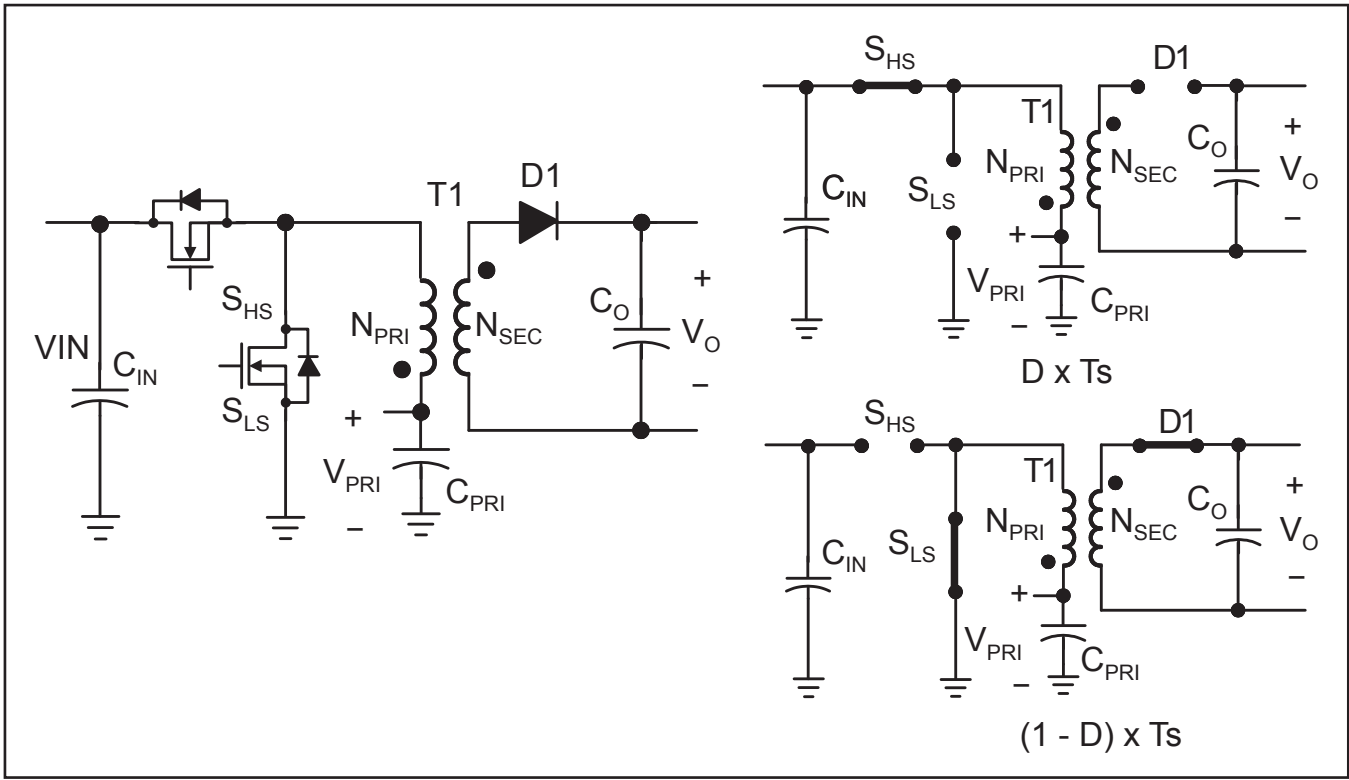 T1
D1
S_HS
VIN
C_IN
S_LS
N_PRI
N_SEC
C_O
+
V_O
−
+
V_PRI
−
C_PRI
S_HS
D1
T1
C_IN
S_LS
N_PRI
N_SEC
C_O
+
V_O
−
+
V_PRI
−
C_PRI
D x Ts
S_HS
D1
T1
C_IN
S_LS
N_PRI
N_SEC
C_O
+
V_O
−
+
V_PRI
−
C_PRI
(1 - D) x Ts